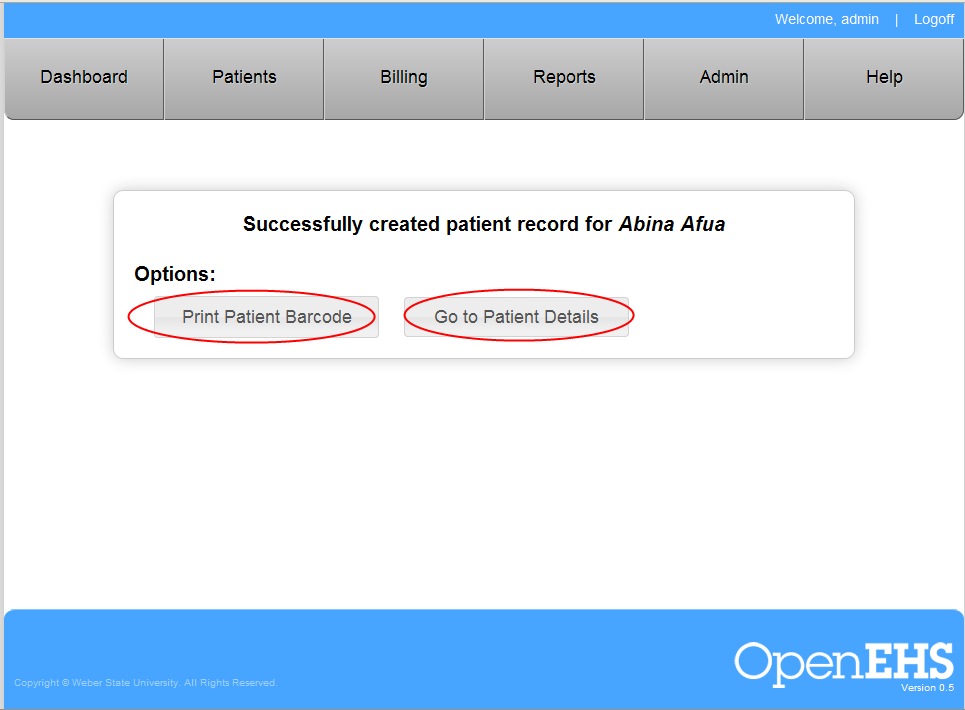 Welcome, admin | Logoff
Dashboard Patients Billing Reports Admin Help
Successfully created patient record for Abina Afua
Options:
Print Patient Barcode Go to Patient Details
OpenEHS
Copyright © Weber State University. All Rights Reserved.
Version 0.5